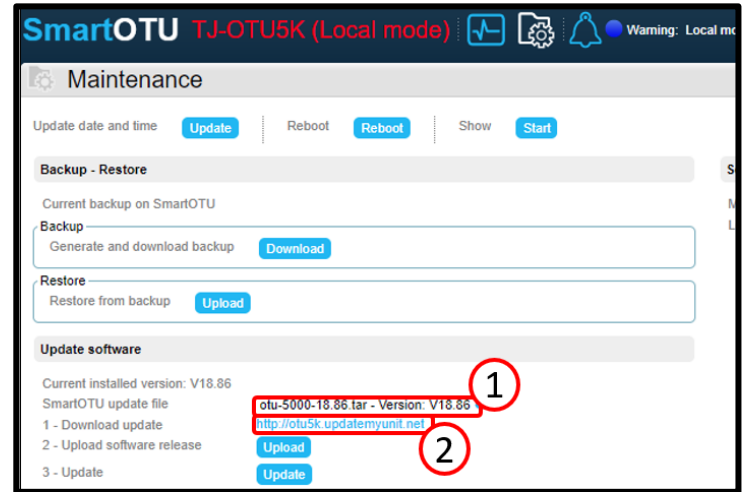 SmartOTU TJ-OTU5K (Local mode) Warning: Local mo
Maintenance
Update date and time Update Reboot Reboot Show Start
Backup - Restore S
Current backup on SmartOTU M
Backup L
Generate and download backup Download
Restore
Restore from backup Upload
Update software
Current installed version: V18.86 1
SmartOTU update file otu-5000-18.86.tar - Version: V18.86
1 - Download update http://otu5k.updatemyunit.net
2 - Upload software release Upload 2
3 - Update Update